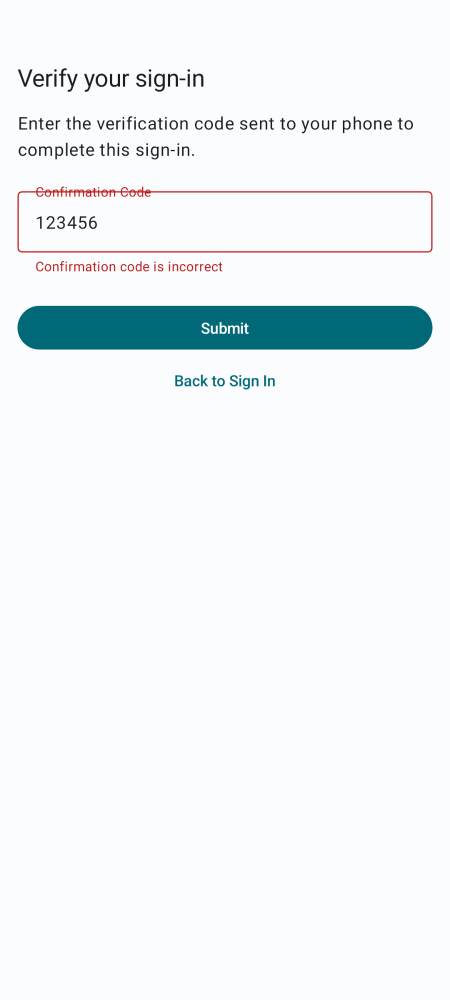 Verify your sign-in
Enter the verification code sent to your phone to
complete this sign-in.
Confirmation Code
123456
Confirmation code is incorrect
Submit
Back to Sign In